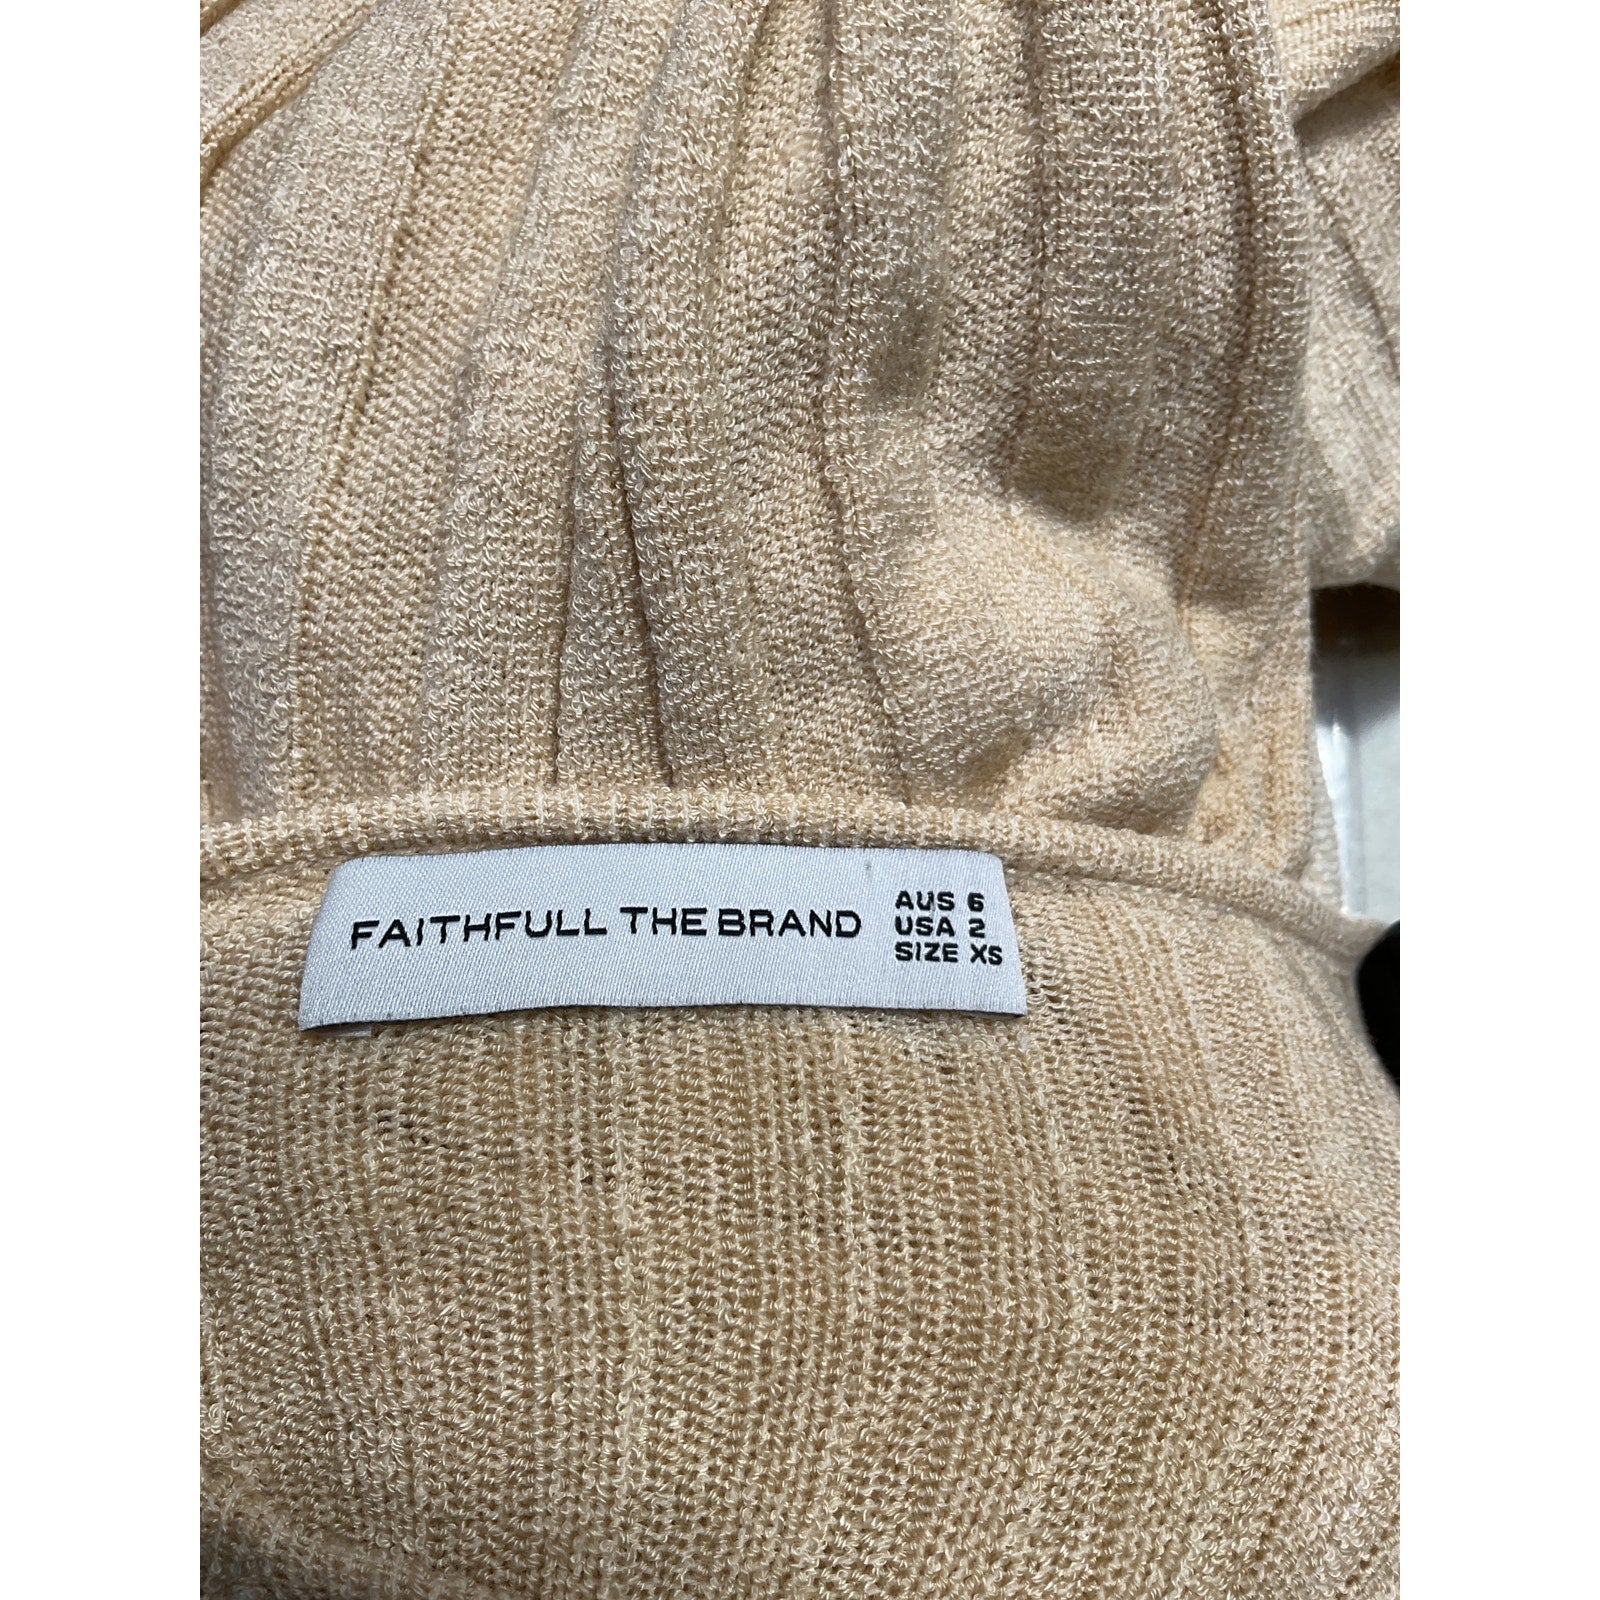 FAITHFULL THE BRAND
AUS 6
USA 2
SIZE XS